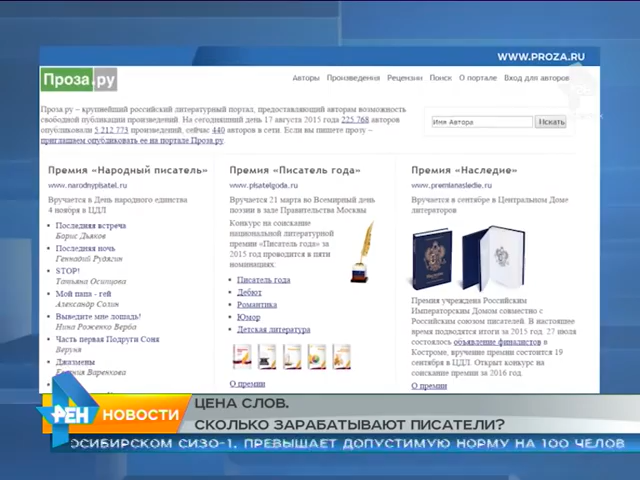 WWW.PROZA.RU
Проза.ру
Авторы Произведения Рецензии Поиск О портале Вход для авторов
Проза.ру – крупнейший российский литературный портал, предоставляющий авторам возможность
свободной публикации произведений. На сегодняшний день 17 августа 2015 года 225 768 авторов
опубликовали 5 212 773 произведений, сейчас 440 авторов в сети. Если вы пишете прозу –
приглашаем опубликовать ее на портале Проза.ру.
Имя Автора Искать
Премия «Народный писатель»
www.narodnypisatel.ru
Вручается в День народного единства
4 ноября в ЦДЛ
Последняя встреча
Борис Дьяков
Последняя ночь
Геннадий Рудягин
STOP!
Татьяна Осипцова
Мой папа - гей
Александр Солин
Выведите мне лошадь!
Нина Роженко Верба
Часть первая Подруги Соня
Веруня
Джазмены
Евгения Варенкова
Премия «Писатель года»
www.pisatelgoda.ru
Вручается 21 марта во Всемирный день
поэзии в зале Правительства Москвы
Конкурс на соискание
национальной литературной
премии «Писатель года» за
2015 год проводится в пяти
номинациях:
Писатель года
Дебют
Романтика
Юмор
Детская литература
О премии
Премия «Наследие»
www.premianasledie.ru
Вручается в сентябре в Центральном Доме
литераторов
Премия учреждена Российским
Императорским Домом совместно с
Российским союзом писателей. В настоящее
время подводятся итоги за 2015 год. 27 июля
состоялось объявление финалистов в
Костроме, вручение премии состоится 19
сентября в ЦДЛ. Открыт конкурс на
соискание премии за 2016 год.
О премии
РЕН НОВОСТИ
ЦЕНА СЛОВ.
СКОЛЬКО ЗАРАБАТЫВАЮТ ПИСАТЕЛИ?
ОСИБИРСКОМ СИЗО-1, ПРЕВЫШАЕТ ДОПУСТИМУЮ НОРМУ НА 100 ЧЕЛОВ